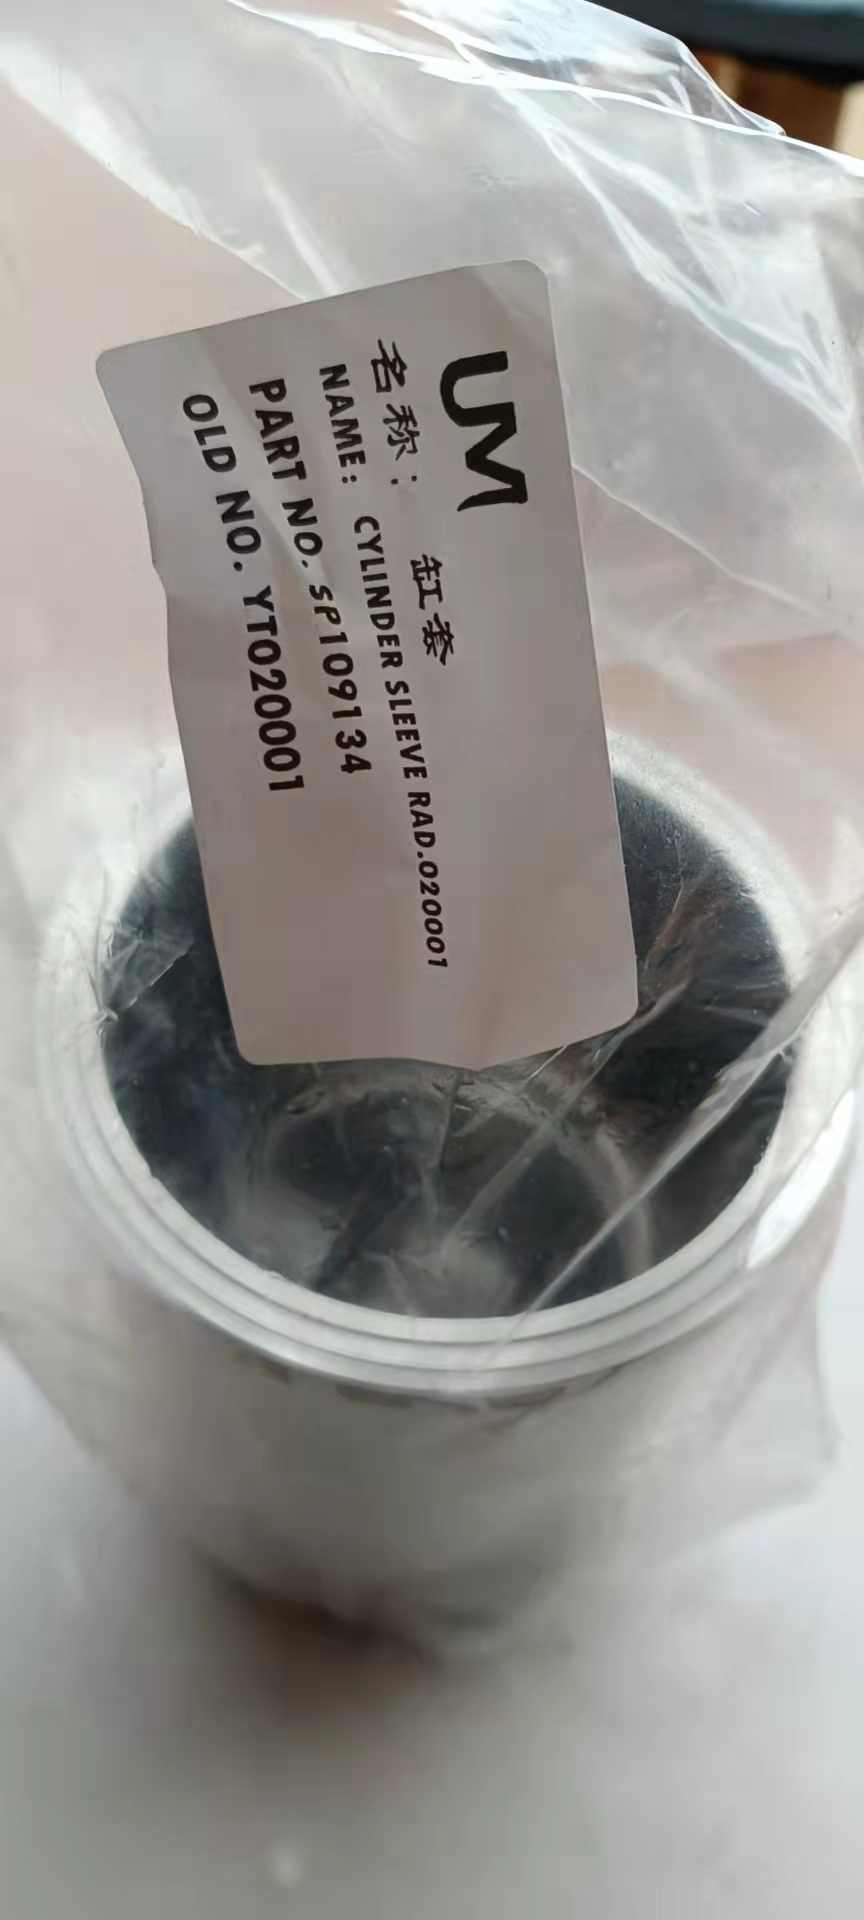 UM
名称： 缸套
NAME: CYLINDER SLEEVE RAD.020001
PART NO. SP109134
OLD NO. YT020001